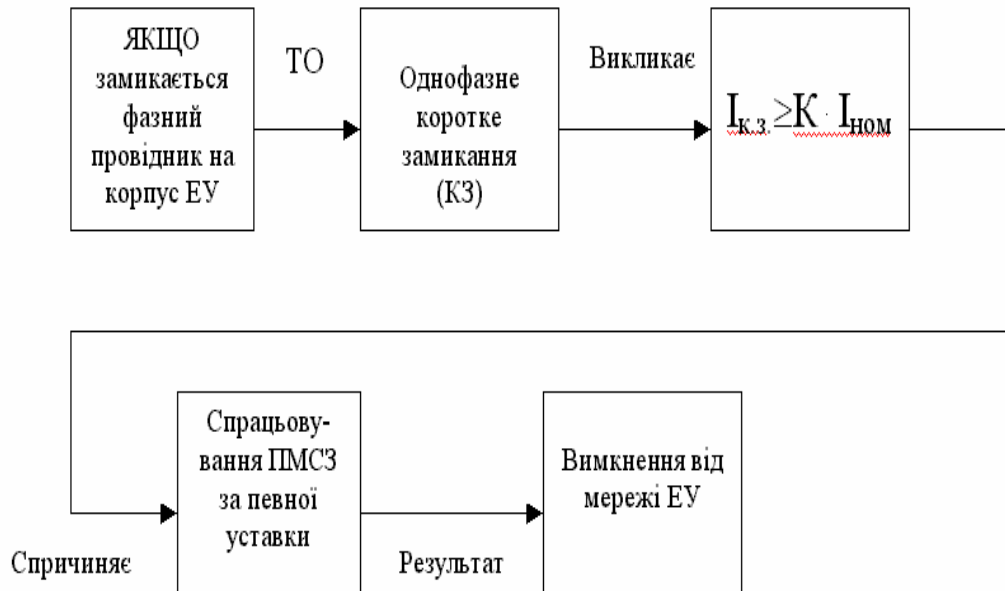 ЯКЩО
замикається
фазний
провідник на
корпус ЕУ
ТО
Однофазне
коротке
замикання
(КЗ)
Викликає
Iк.з.≥К · Iном
Спричиняє
Спрацьову-
вання ПМСЗ
за певної
уставки
Результат
Вимкнення від
мережі ЕУ